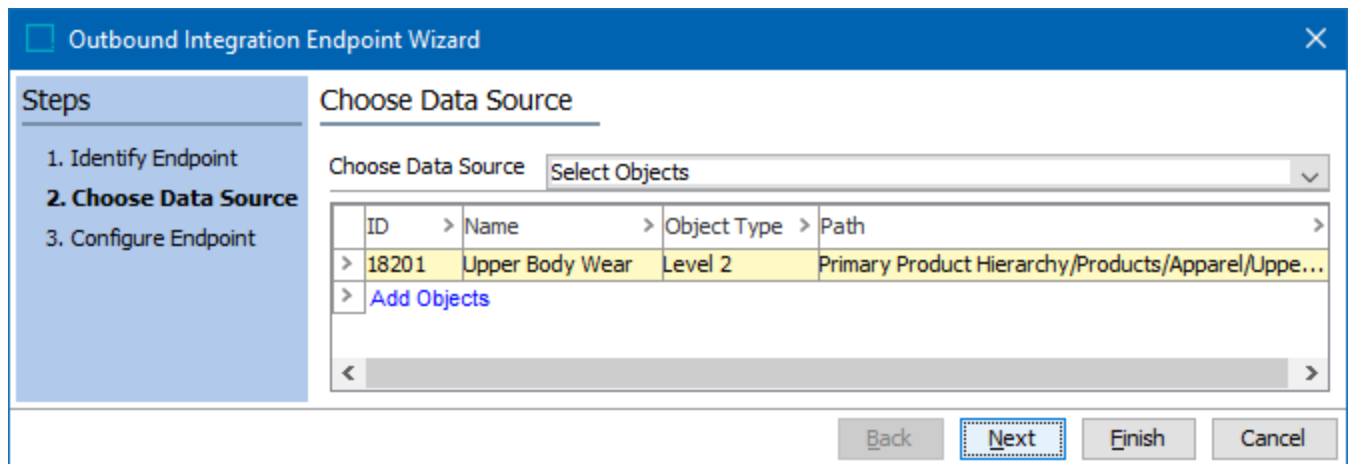 Outbound Integration Endpoint Wizard
Steps
1. Identify Endpoint
2. Choose Data Source
3. Configure Endpoint
Choose Data Source
Choose Data Source Select Objects
ID > Name > Object Type > Path >
> 18201 Upper Body Wear Level 2 Primary Product Hierarchy/Products/Apparel/Uppe...
> Add Objects
Back Next Finish Cancel